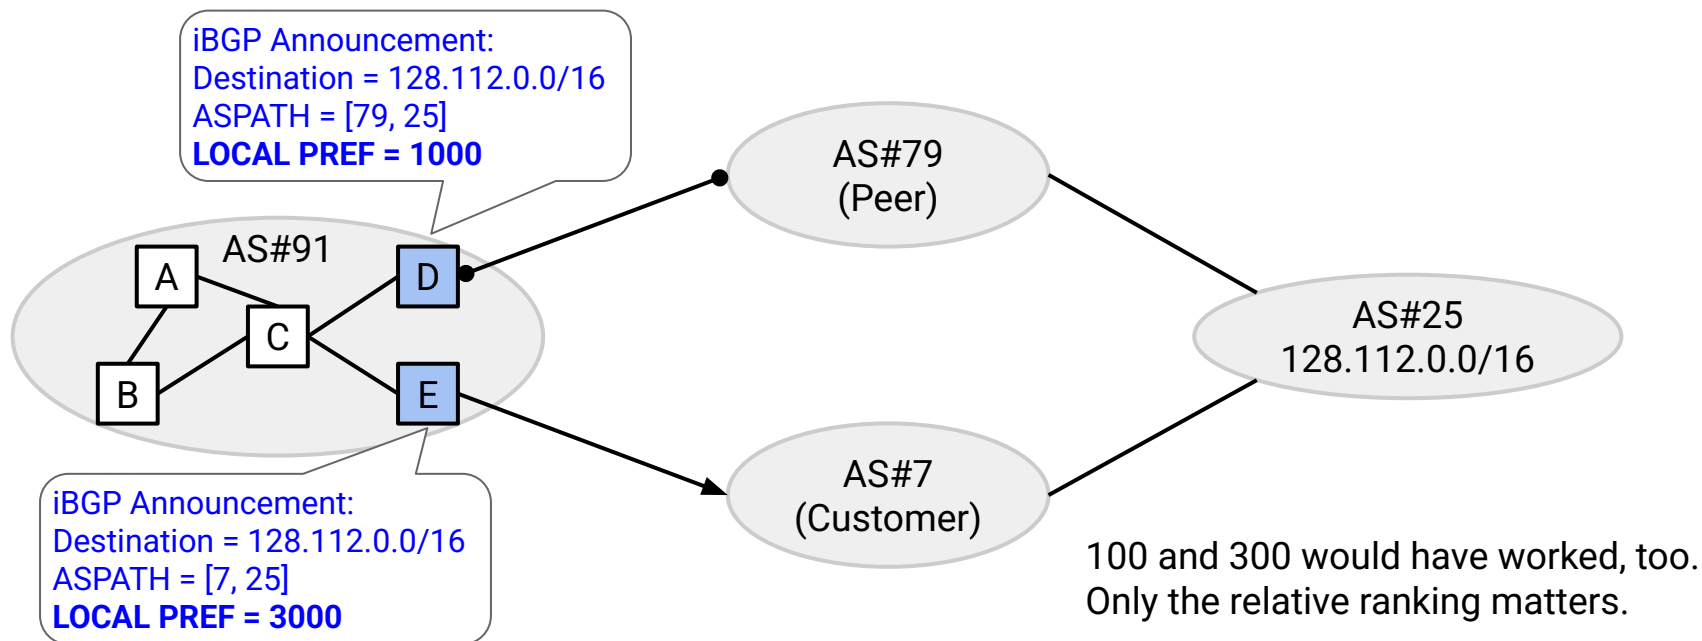 iBGP Announcement:
Destination = 128.112.0.0/16
ASPATH = [79, 25]
LOCAL PREF = 1000
AS#79
(Peer)
AS#91
A
D
C
B
E
AS#25
128.112.0.0/16
AS#7
(Customer)
iBGP Announcement:
Destination = 128.112.0.0/16
ASPATH = [7, 25]
LOCAL PREF = 3000
100 and 300 would have worked, too.
Only the relative ranking matters.